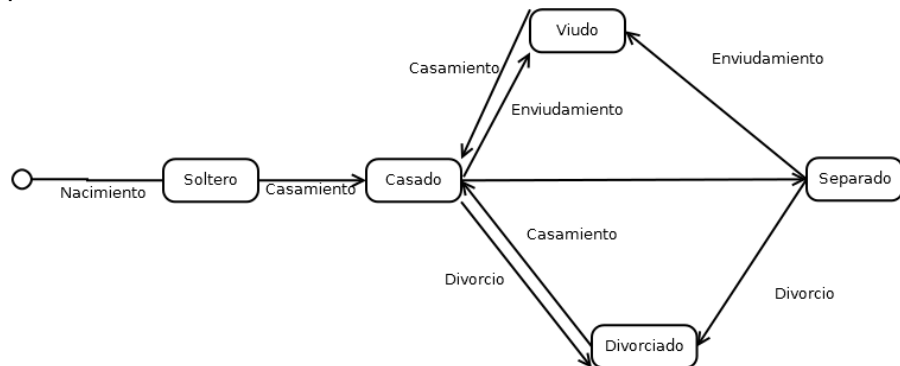 Viudo
Casamiento
Enviudamiento
Enviudamiento
Nacimiento
Soltero
Casamiento
Casado
Separado
Casamiento
Divorcio
Divorcio
Divorciado